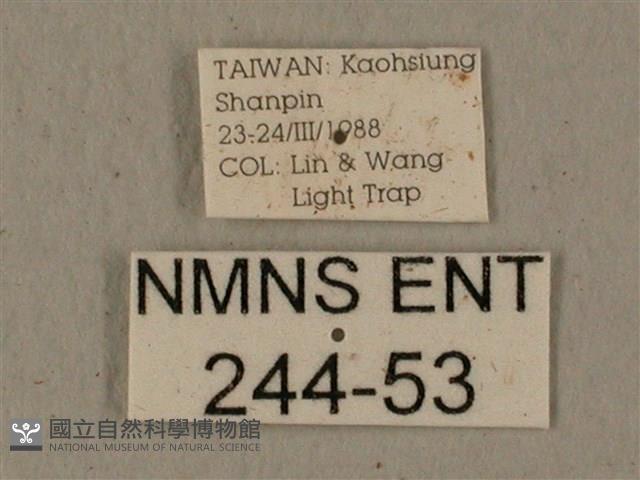 TAIWAN: Kaohsiung
Shanpin
23-24/III/1988
COL: Lin & Wang
Light Trap
NMNS ENT
244-53
國立自然科學博物館
NATIONAL MUSEUM OF NATURAL SCIENCE